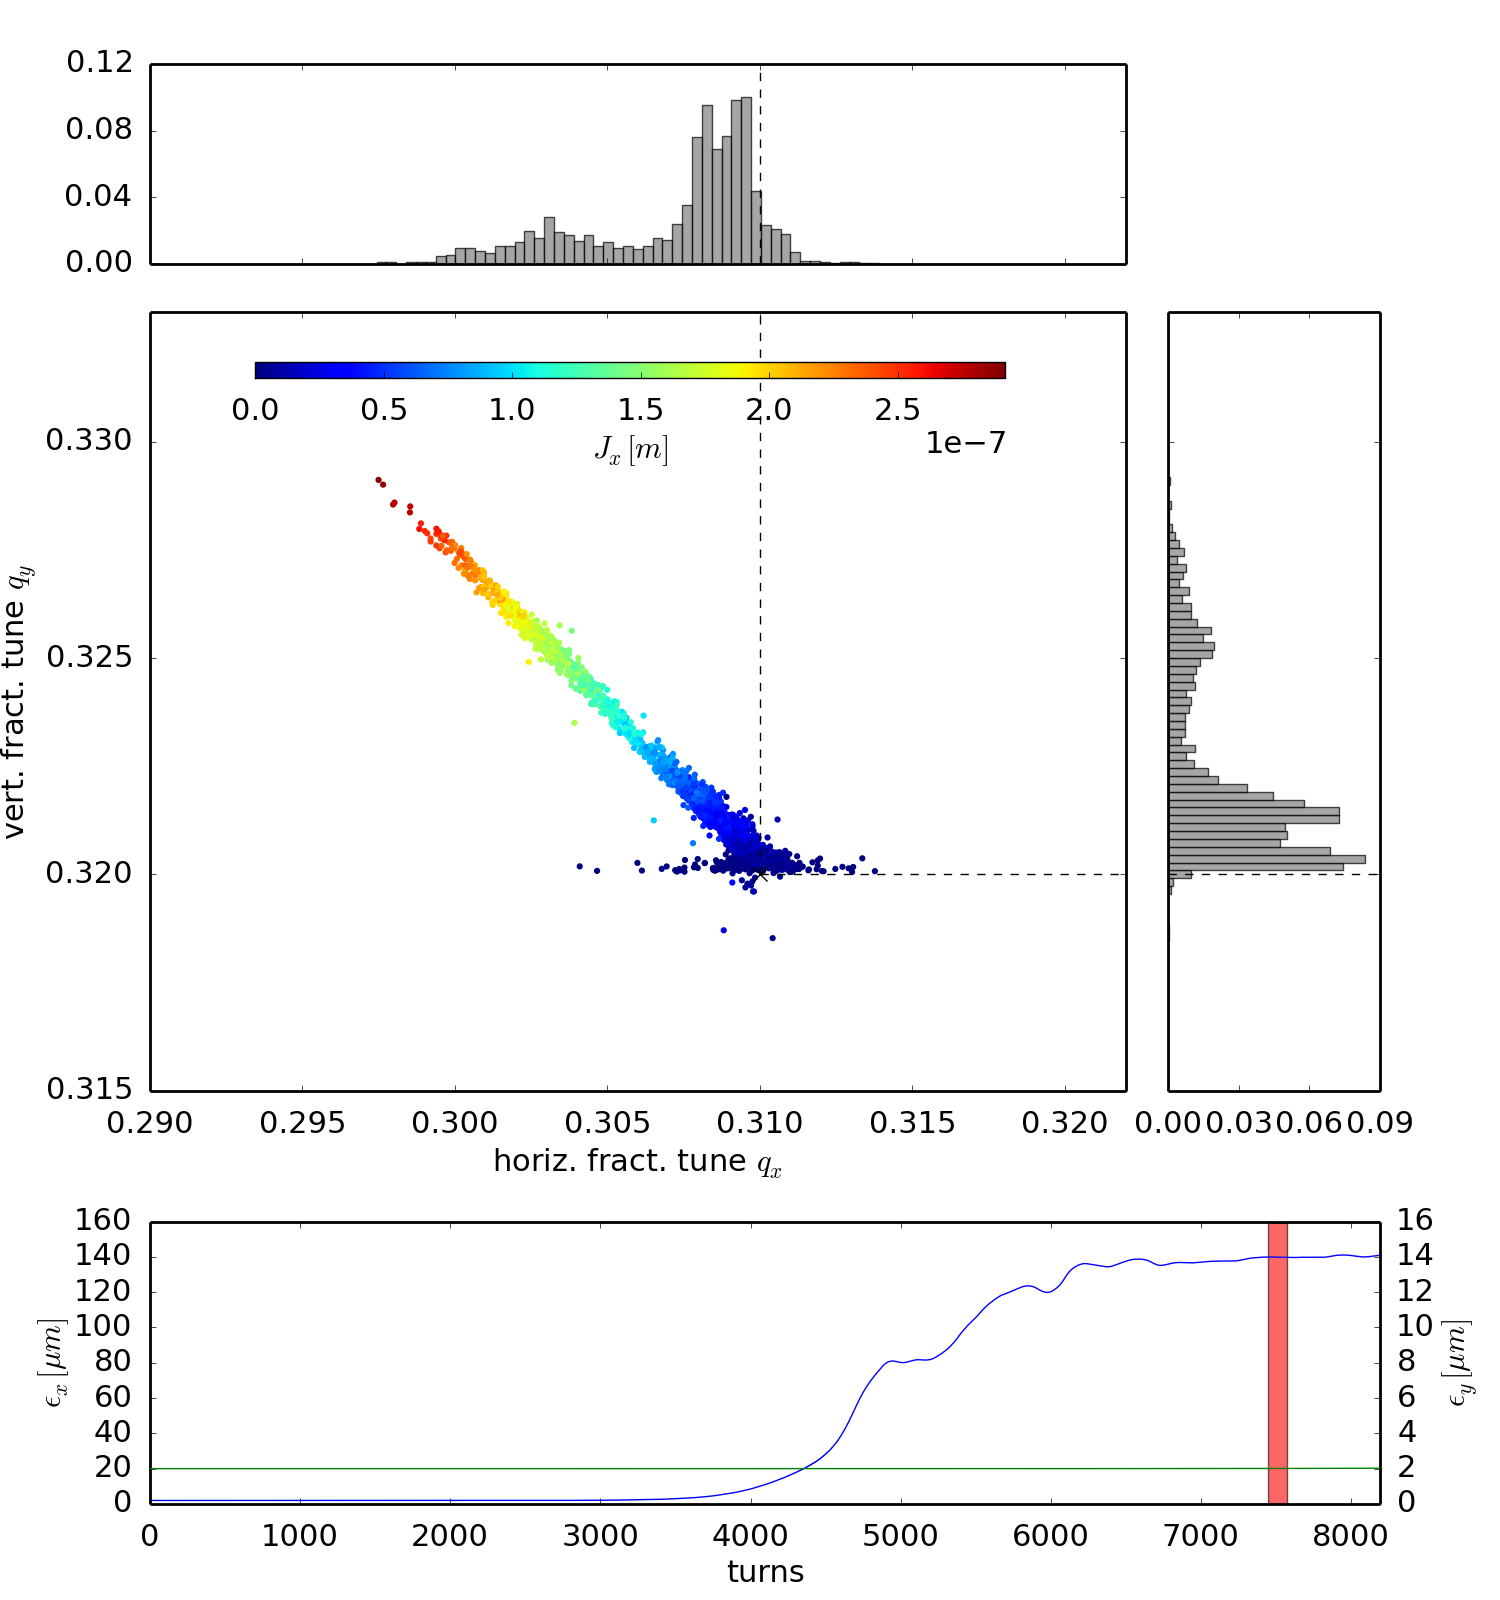 0.12
0.08
0.04
0.00
0.0 0.5 1.0 1.5 2.0 2.5
J_x [m]
1e−7
0.330
0.325
0.320
0.315
vert. fract. tune q_y
0.290 0.295 0.300 0.305 0.310 0.315 0.320
horiz. fract. tune q_x
0.00 0.03 0.06 0.09
160
140
120
100
80
60
40
20
0
ϵ_x [μm]
16
14
12
10
8
6
4
2
0
ϵ_y [μm]
0 1000 2000 3000 4000 5000 6000 7000 8000
turns